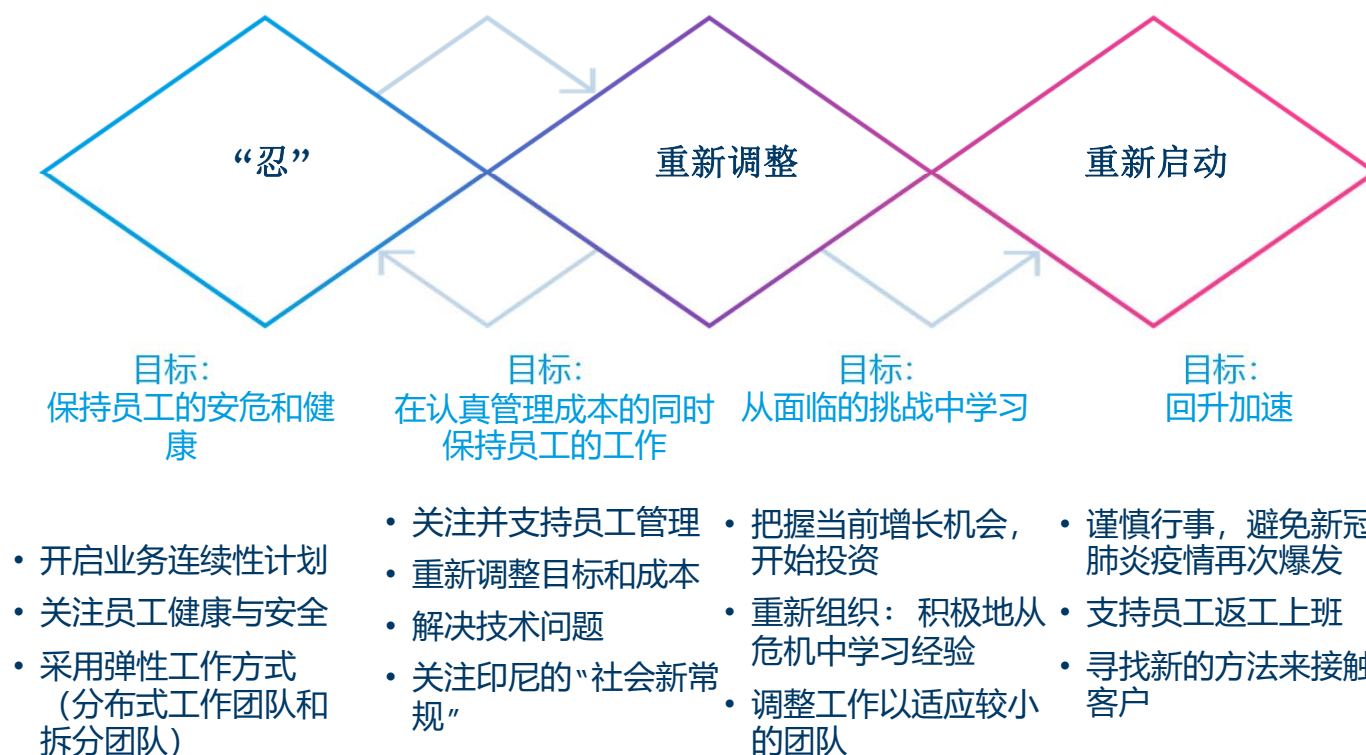 “忍”
重新调整
重新启动
目标：
保持员工的安危和健
康
目标：
在认真管理成本的同时
保持员工的工作
目标：
从面临的挑战中学习
目标：
回升加速
• 开启业务连续性计划
• 关注员工健康与安全
• 采用弹性工作方式
（分布式工作团队和
拆分团队）
• 关注并支持员工管理
• 重新调整目标和成本
• 解决技术问题
• 关注印尼的“社会新常
规”
• 把握当前增长机会，
开始投资
• 重新组织： 积极地从
危机中学习经验
• 调整工作以适应较小
的团队
• 谨慎行事，避免新冠
肺炎疫情再次爆发
• 支持员工返工上班
• 寻找新的方法来接触
客户